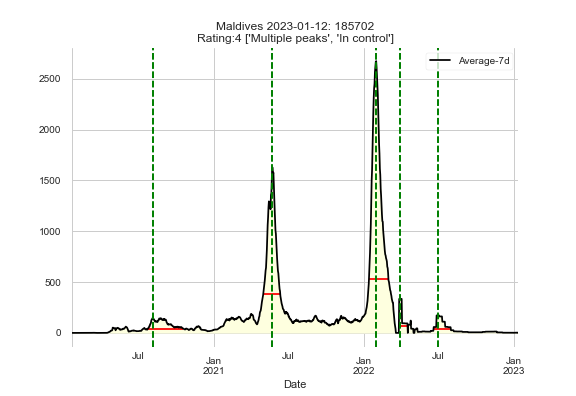 Maldives 2023-01-12: 185702
Rating:4 ['Multiple peaks', 'In control']
Average-7d
2500
2000
1500
1000
500
0
Jul
Jan
2021
Jul
Jan
2022
Jul
Jan
2023
Date